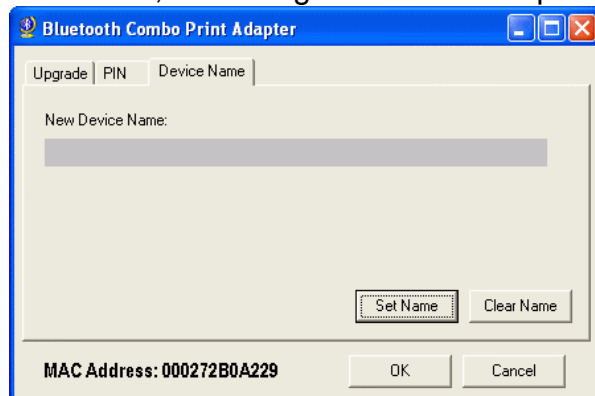 Bluetooth Combo Print Adapter
Upgrade PIN Device Name
New Device Name:
Set Name Clear Name
MAC Address: 000272B0A229 OK Cancel